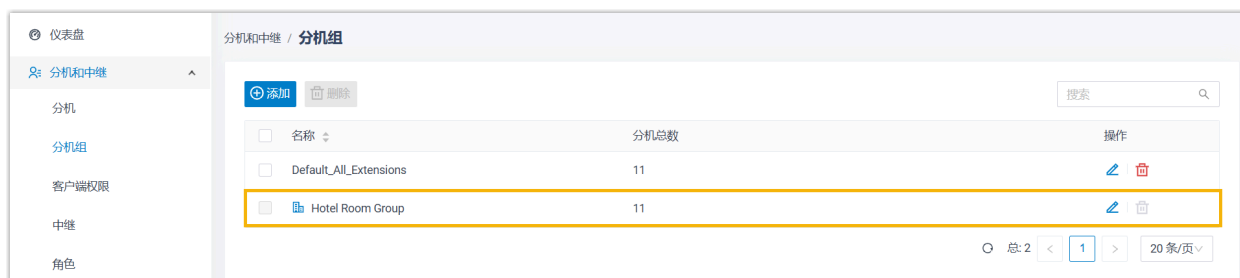 仪表盘
分机和中继 / 分机组
分机和中继
添加 删除
搜索
分机
名称 分机总数 操作
分机组
Default_All_Extensions 11
客户端权限
Hotel Room Group 11
中继
总: 2 < 1 > 20 条/页
角色